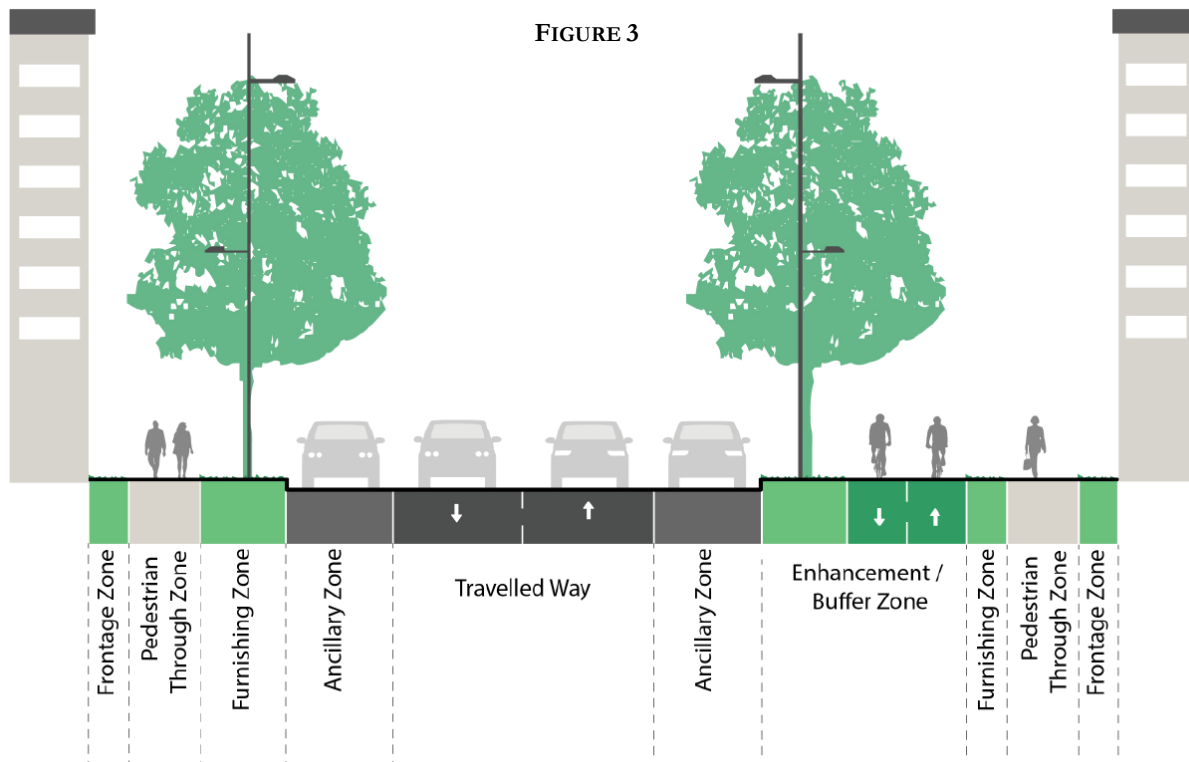 FIGURE 3
Frontage Zone
Pedestrian
Through Zone
Furnishing Zone
Ancillary Zone
Travelled Way
Ancillary Zone
Enhancement /
Buffer Zone
Furnishing Zone
Pedestrian
Through Zone
Frontage Zone